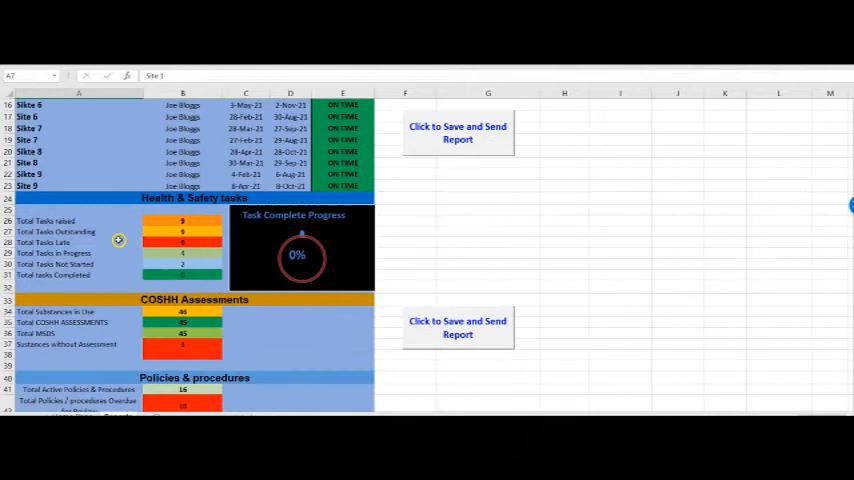 A7 fx Site 1
A B C D E F G H I J K L M
16 Sikte 6 Joe Bloggs 3-May-21 2-Nov-21 ON TIME
17 Site 6 Joe Bloggs 28-Feb-21 30-Aug-21 ON TIME
18 Sikte 7 Joe Bloggs 28-Mar-21 27-Sep-21 ON TIME
19 Site 7 Joe Bloggs 27-Feb-21 29-Aug-21 ON TIME
20 Sikte 8 Joe Bloggs 28-Apr-21 28-Oct-21 ON TIME
21 Site 8 Joe Bloggs 30-Mar-21 29-Sep-21 ON TIME
22 Sikte 9 Joe Bloggs 4-Feb-21 6-Aug-21 ON TIME
23 Site 9 Joe Bloggs 8-Apr-21 8-Oct-21 ON TIME
Click to Save and Send
Report
24 Health & Safety tasks
25 Task Complete Progress
26 Total Tasks raised 9
27 Total Tasks Outstanding 9
28 Total Tasks Late
29 Total Tasks in Progress 4
30 Total Tasks Not Started 2
31 Total tasks Completed
0%
32
33 COSHH Assessments
34 Total Substances in Use 46
35 Total COSHH ASSESSMENTS 45
36 Total MSDS 45
37 Sustances without Assessment 1
38
39
Click to Save and Send
Report
40 Policies & procedures
41 Total Active Policies & Procedures 16
Total Policies / procedures Overdue
for Review